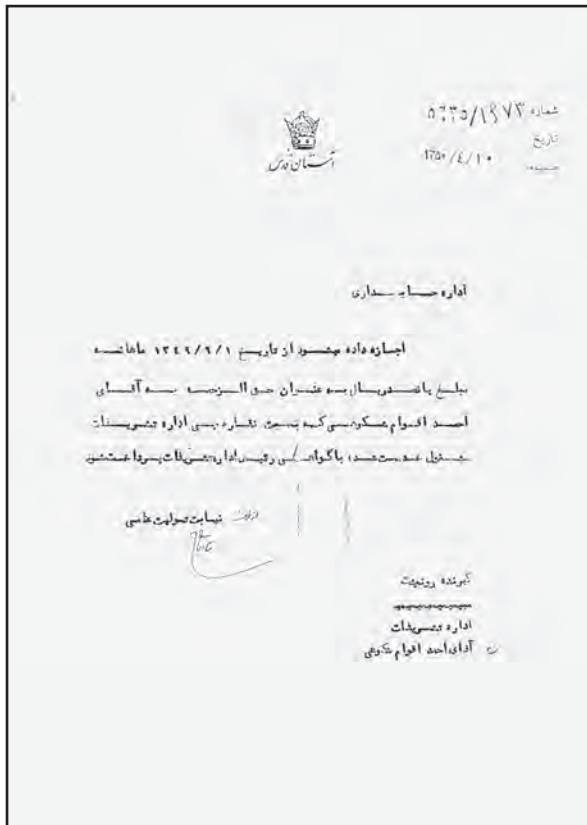 شماره ۵۶۳۵/۱۹۷۳
تاریخ ۱۳۵۰/۴/۱۰
آستان قدس
اداره حسابداری
اجازه داده میشود از تاریخ ۱۳۴۹/۲/۱ ماهانه
مبلغ پانصد ریال به عنوان حق الزحمه به آقای
احمد اقوام شکوهی که بسمت نقاره چی اداره تشریفات
مشغول خدمت شده با گواهی رئیس اداره تشریفات پرداخت شود
نیابت تولیت عظمی
گیرنده رونوشت
اداره تشریفات
آقای احمد اقوام شکوهی